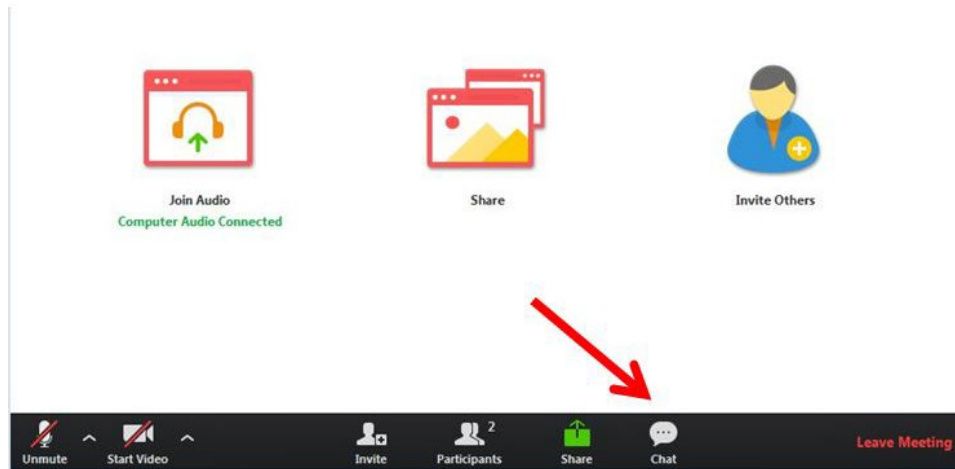 Join Audio
Computer Audio Connected
Share
Invite Others
Unmute
Start Video
Invite
Participants
2
Share
Chat
Leave Meeting